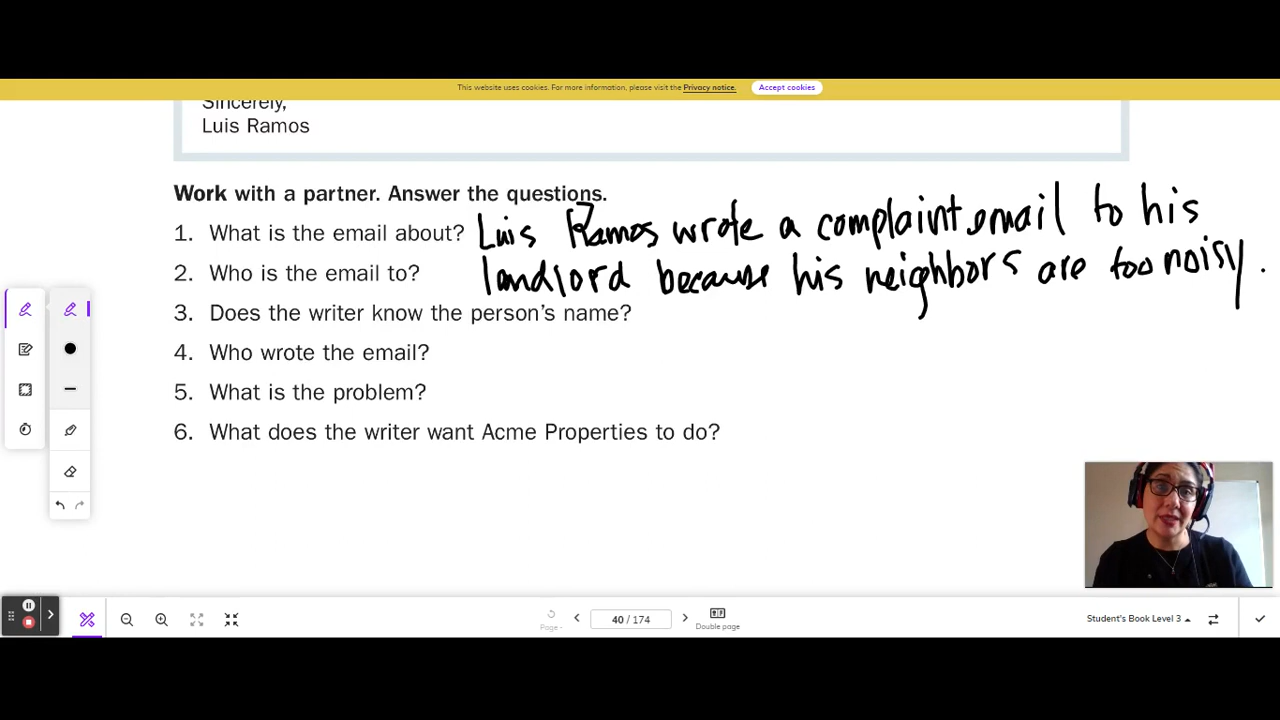 This website uses cookies. For more information, please visit the Privacy notice. Accept cookies
Sincerely,
Luis Ramos
Work with a partner. Answer the questions.
1. What is the email about? Luis Ramos wrote a complaint email to his
2. Who is the email to? landlord because his neighbors are too noisy.
3. Does the writer know the person's name?
4. Who wrote the email?
5. What is the problem?
6. What does the writer want Acme Properties to do?
Page - 40 / 174 Double page Student's Book Level 3